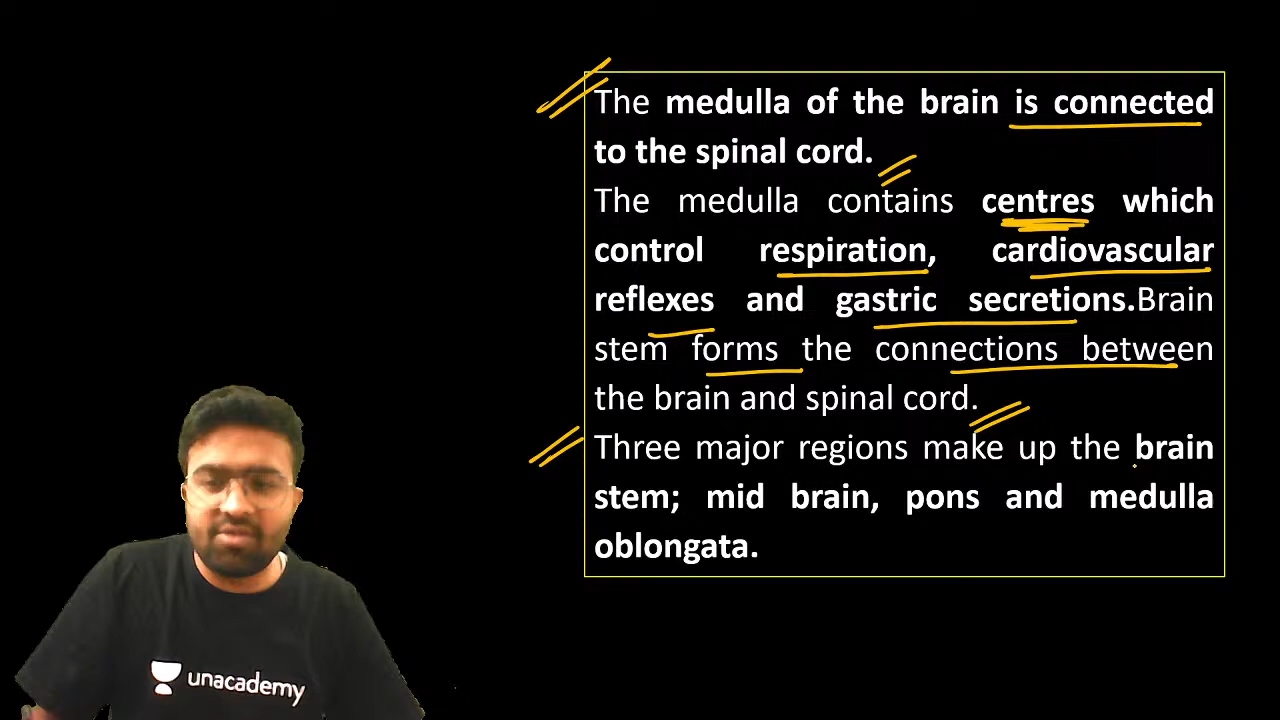 The medulla of the brain is connected
to the spinal cord.
The medulla contains centres which
control respiration, cardiovascular
reflexes and gastric secretions.Brain
stem forms the connections between
the brain and spinal cord.
Three major regions make up the brain
stem; mid brain, pons and medulla
oblongata.
unacademy